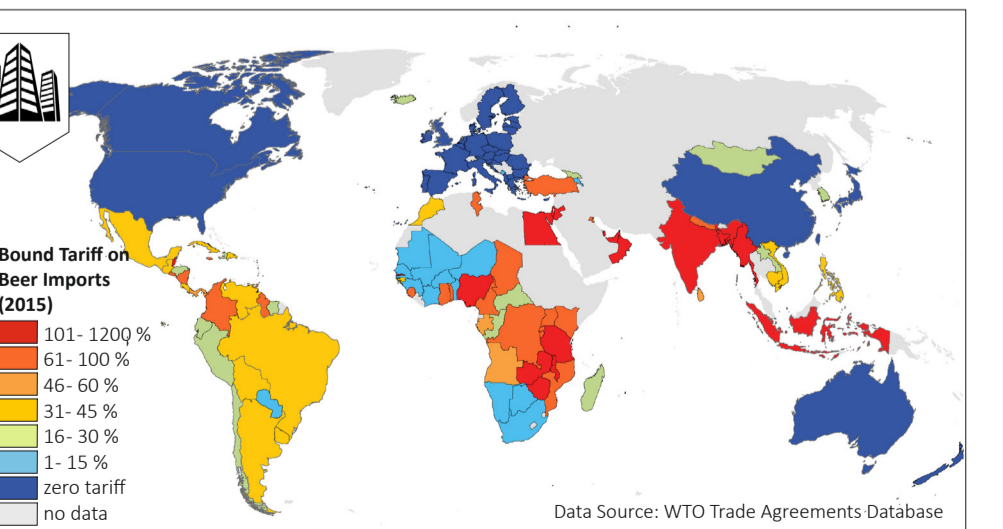 Bound Tariff on
Beer Imports
(2015)
101- 1200 %
61- 100 %
46- 60 %
31- 45 %
16- 30 %
1- 15 %
zero tariff
no data
Data Source: WTO Trade Agreements Database